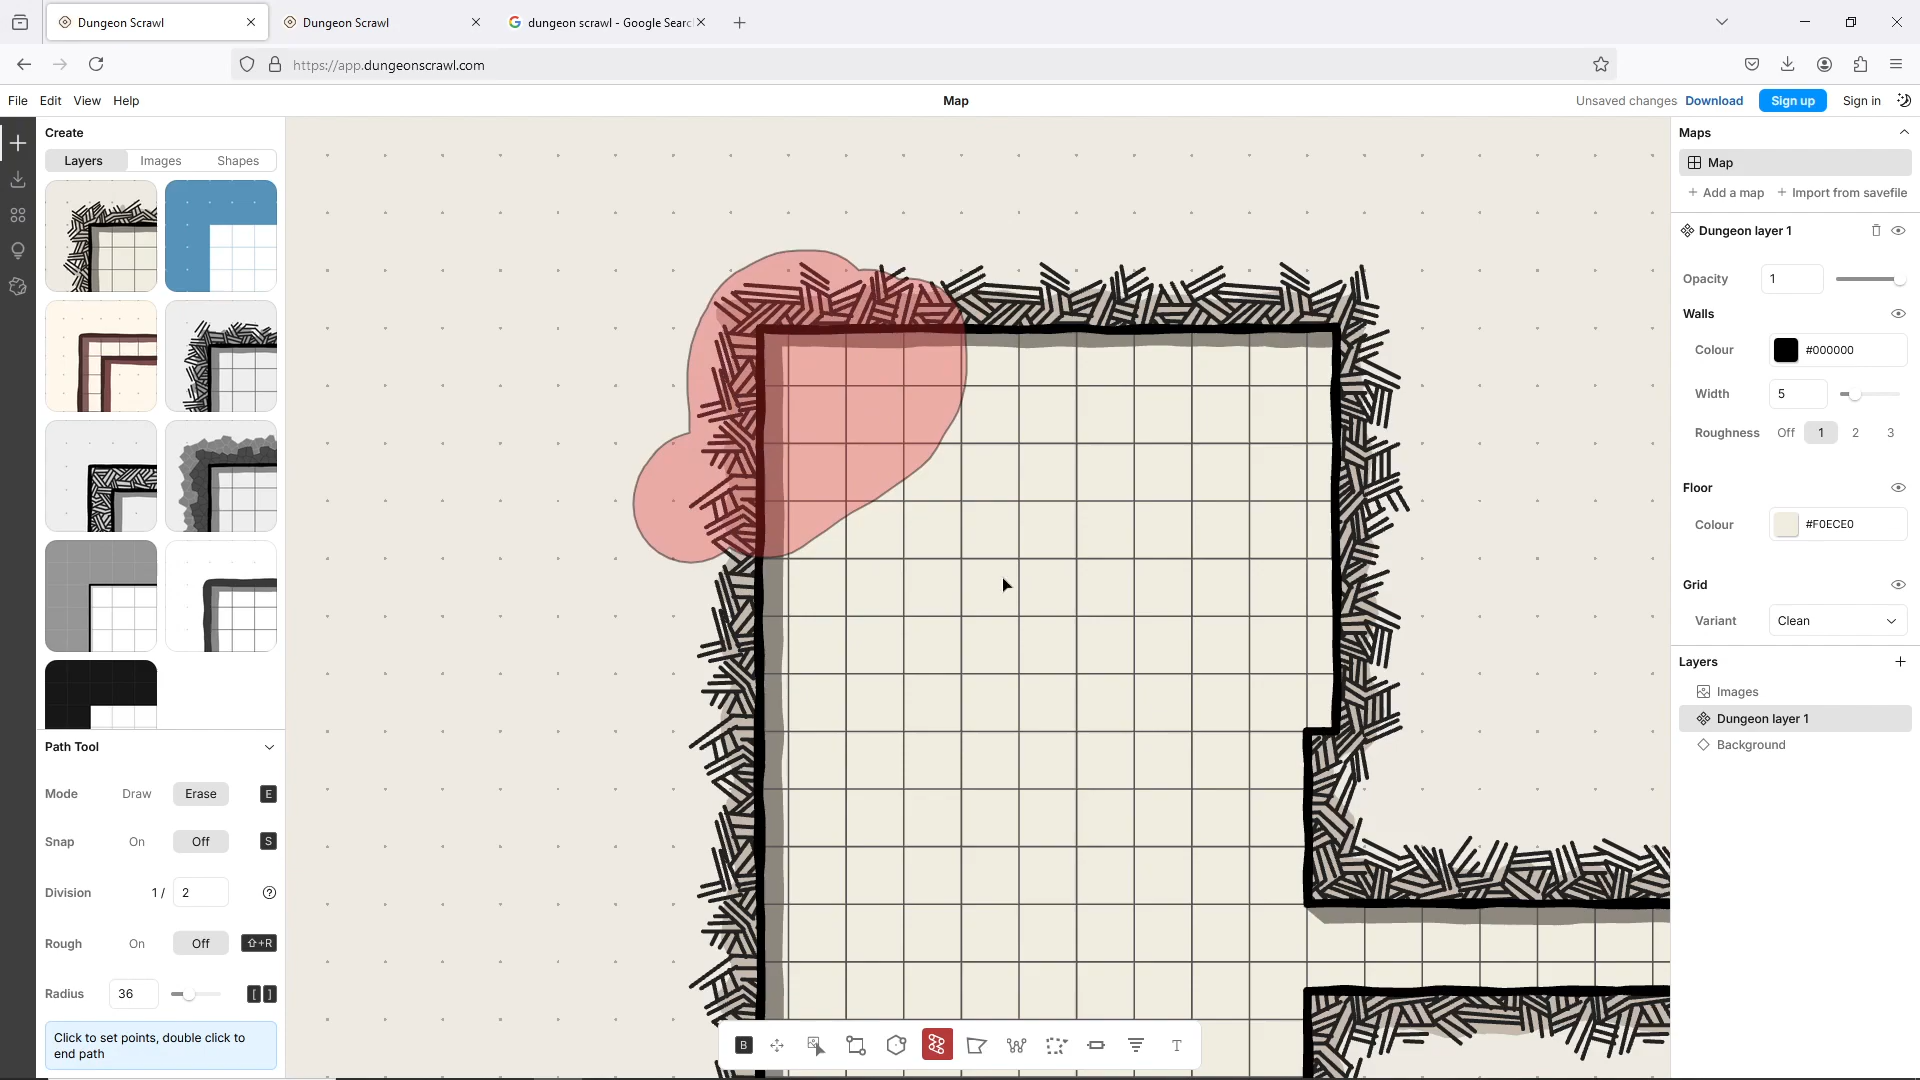 Dungeon Scrawl
Dungeon Scrawl
dungeon scrawl - Google Searc
https://app.dungeonscrawl.com
File Edit View Help
Map
Unsaved changes Download Sign up Sign in
Create
Layers Images Shapes
Path Tool
Mode Draw Erase E
Snap On Off S
Division 1 / 2
Rough On Off ⇧+R
Radius 36 [ ]
Click to set points, double click to
end path
B
T
Maps
Map
+ Add a map + Import from savefile
Dungeon layer 1
Opacity 1
Walls
Colour #000000
Width 5
Roughness Off 1 2 3
Floor
Colour #F0ECE0
Grid
Variant Clean
Layers
Images
Dungeon layer 1
Background